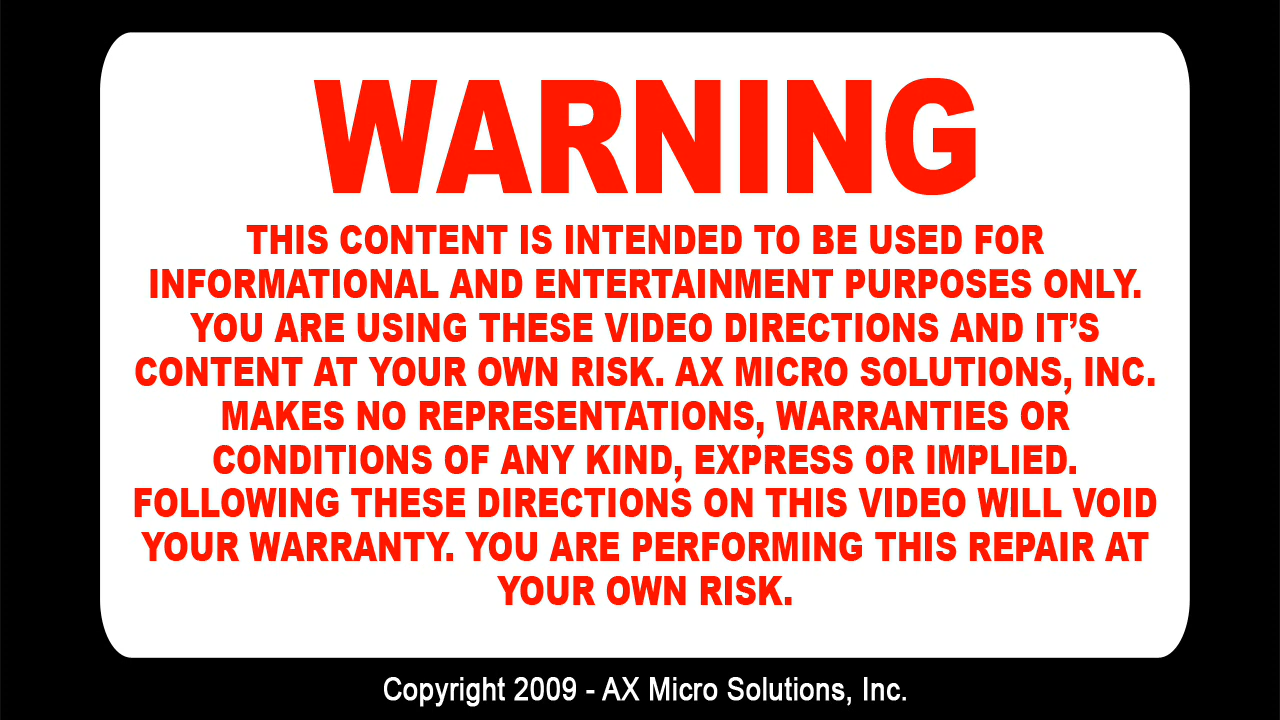 WARNING
THIS CONTENT IS INTENDED TO BE USED FOR
INFORMATIONAL AND ENTERTAINMENT PURPOSES ONLY.
YOU ARE USING THESE VIDEO DIRECTIONS AND IT’S
CONTENT AT YOUR OWN RISK. AX MICRO SOLUTIONS, INC.
MAKES NO REPRESENTATIONS, WARRANTIES OR
CONDITIONS OF ANY KIND, EXPRESS OR IMPLIED.
FOLLOWING THESE DIRECTIONS ON THIS VIDEO WILL VOID
YOUR WARRANTY. YOU ARE PERFORMING THIS REPAIR AT
YOUR OWN RISK.
Copyright 2009 - AX Micro Solutions, Inc.